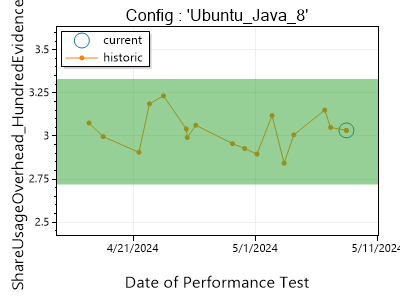 Config : 'Ubuntu_Java_8'
current
historic
3.5
3.25
3
2.75
2.5
4/21/2024
5/1/2024
5/11/2024
Date of Performance Test
ShareUsageOverhead_HundredEvidence